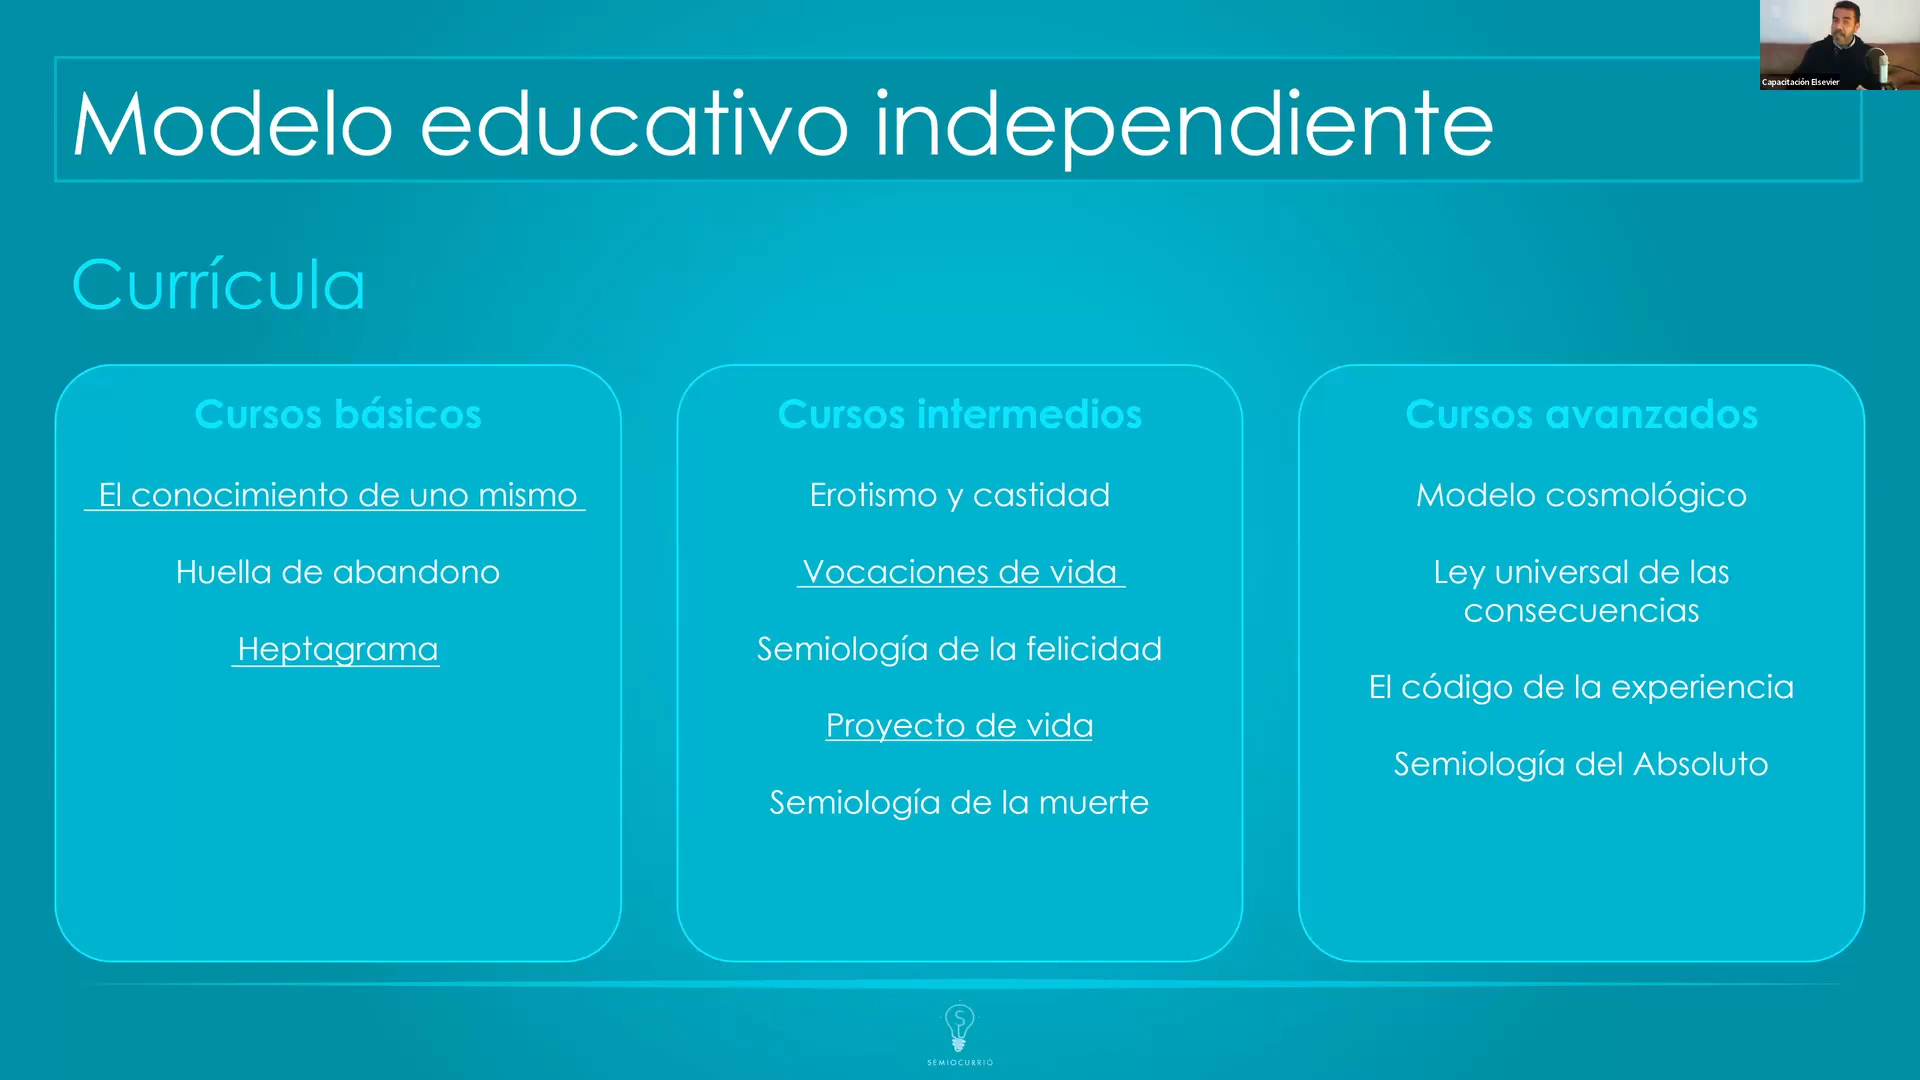 Capacitación Elsevier
Modelo educativo independiente
Currícula
Cursos básicos
El conocimiento de uno mismo
Huella de abandono
Heptagrama
Cursos intermedios
Erotismo y castidad
Vocaciones de vida
Semiología de la felicidad
Proyecto de vida
Semiología de la muerte
Cursos avanzados
Modelo cosmológico
Ley universal de las
consecuencias
El código de la experiencia
Semiología del Absoluto
SEMIOCURRIÓ